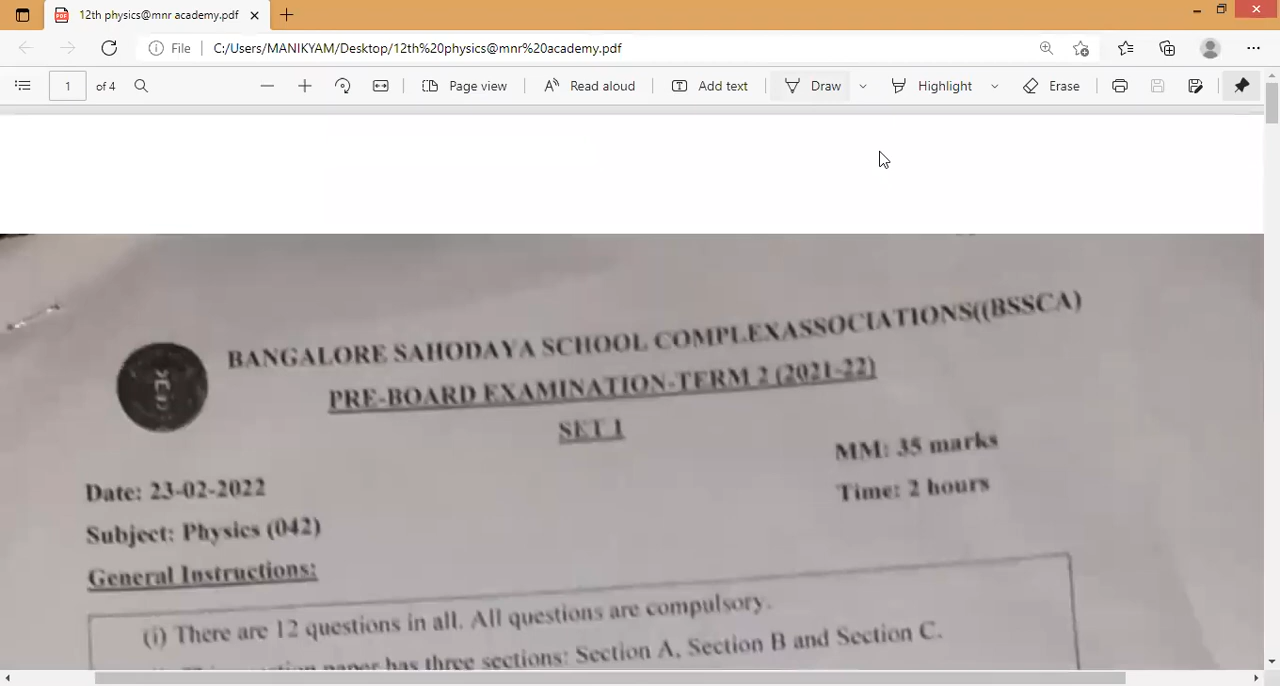 12th physics@mnr academy.pdf
File C:/Users/MANIKYAM/Desktop/12th%20physics@mnr%20academy.pdf
1 of 4 Page view Read aloud Add text Draw Highlight Erase
BANGALORE SAHODAYA SCHOOL COMPLEXASSOCIATIONS((BSSCA)
PRE-BOARD EXAMINATION-TERM 2 (2021-22)
SET 1
MM: 35 marks
Date: 23-02-2022
Time: 2 hours
Subject: Physics (042)
General Instructions:
(i) There are 12 questions in all. All questions are compulsory.
paper has three sections: Section A, Section B and Section C.